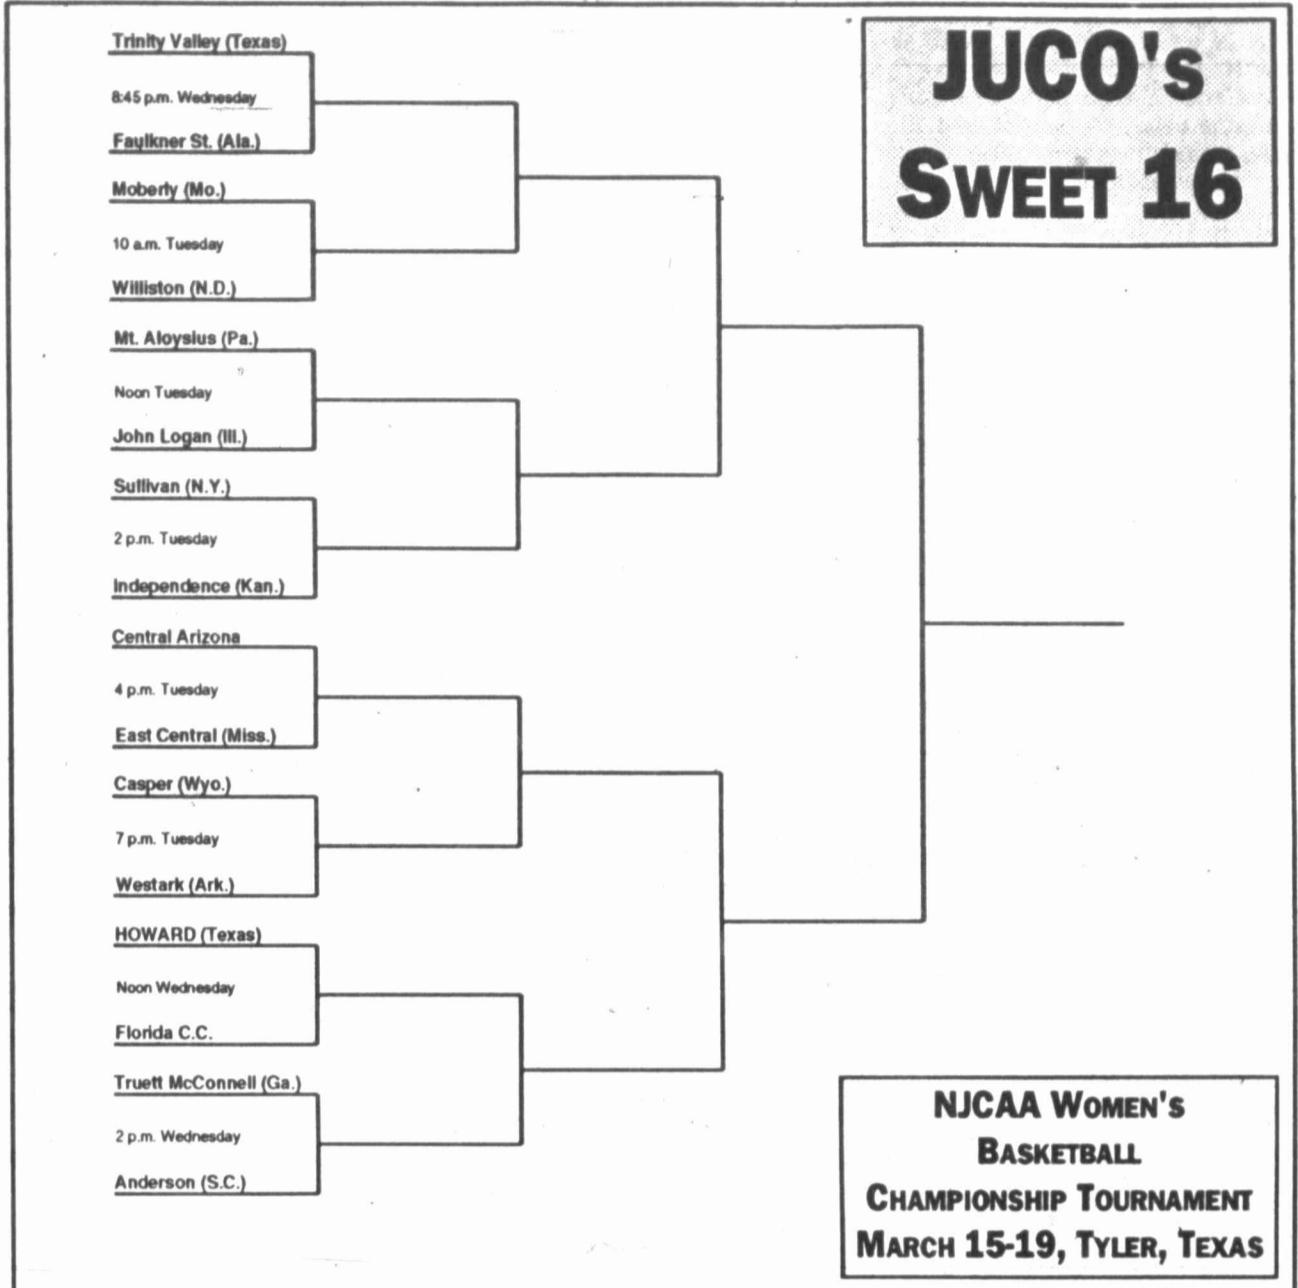 JUCO's
SWEET 16
Trinity Valley (Texas)
8:45 p.m. Wednesday
Faulkner St. (Ala.)
Moberly (Mo.)
10 a.m. Tuesday
Williston (N.D.)
Mt. Aloysius (Pa.)
Noon Tuesday
John Logan (Ill.)
Sullivan (N.Y.)
2 p.m. Tuesday
Independence (Kan.)
Central Arizona
4 p.m. Tuesday
East Central (Miss.)
Casper (Wyo.)
7 p.m. Tuesday
Westark (Ark.)
HOWARD (Texas)
Noon Wednesday
Florida C.C.
Truett McConnell (Ga.)
2 p.m. Wednesday
Anderson (S.C.)
NJCAA WOMEN'S
BASKETBALL
CHAMPIONSHIP TOURNAMENT
MARCH 15-19, TYLER, TEXAS